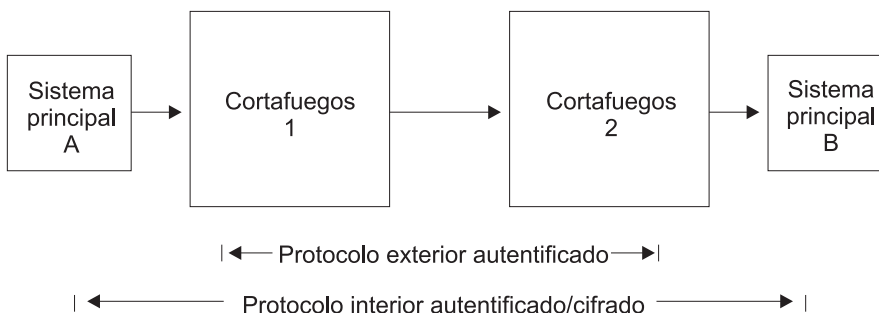 Sistema
principal
A
Cortafuegos
1
Cortafuegos
2
Sistema
principal
B
Protocolo exterior autentificado
Protocolo interior autentificado/cifrado